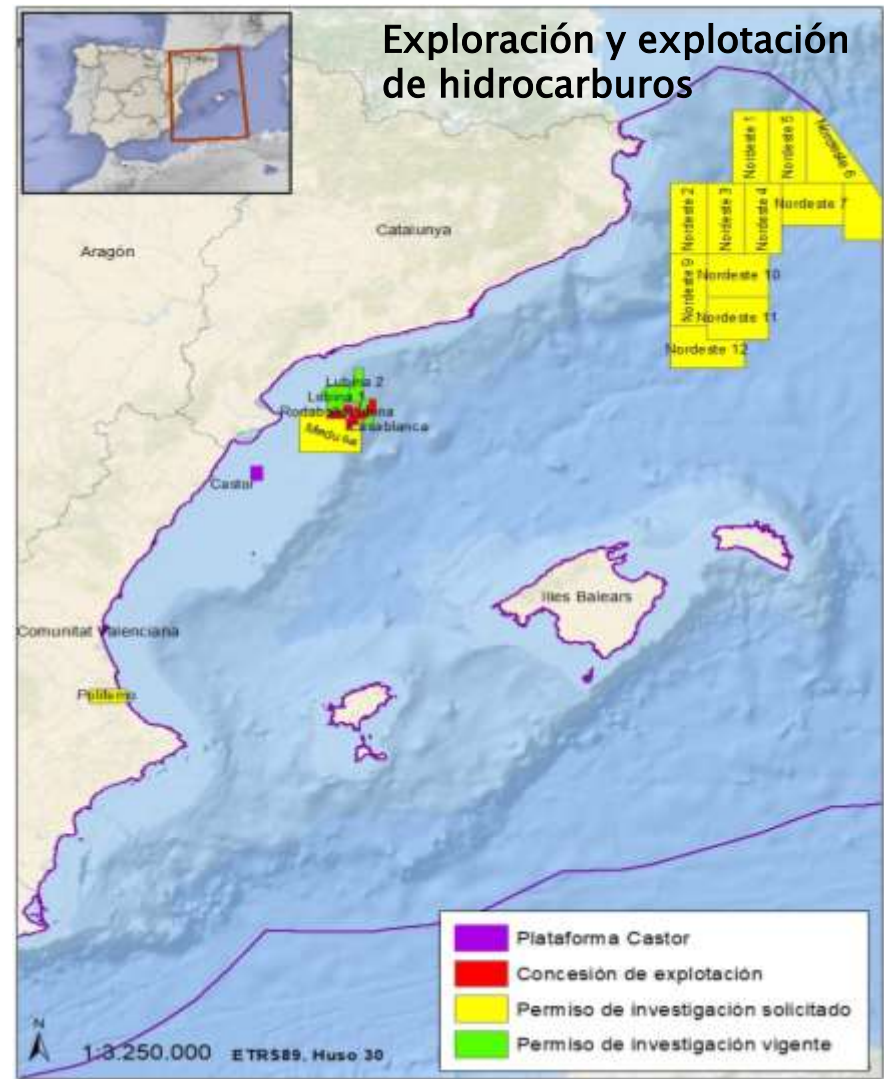 Exploración y explotación
de hidrocarburos
Nordeste 1
Nordeste 5
Nordeste 6
Nordeste 2
Nordeste 3
Nordeste 4
Nordeste 7
Catalunya
Aragón
Nordeste 9
Nordeste 10
Nordeste 11
Nordeste 12
Lubina 2
Lubina 1
Casablanca
Medusa
Castor
Illes Balears
Comunitat Valenciana
Polifemo
Plataforma Castor
Concesión de explotación
Permiso de investigación solicitado
Permiso de investigación vigente
N
1:3.250.000 ETRS89. Huso 30